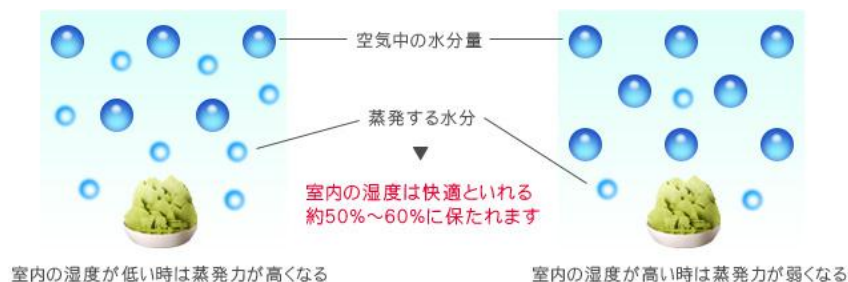 空気中の水分量
蒸発する水分
▼
室内の湿度は快適といれる
約50%～60%に保たれます
室内の湿度が低い時は蒸発力が高くなる
室内の湿度が高い時は蒸発力が弱くなる